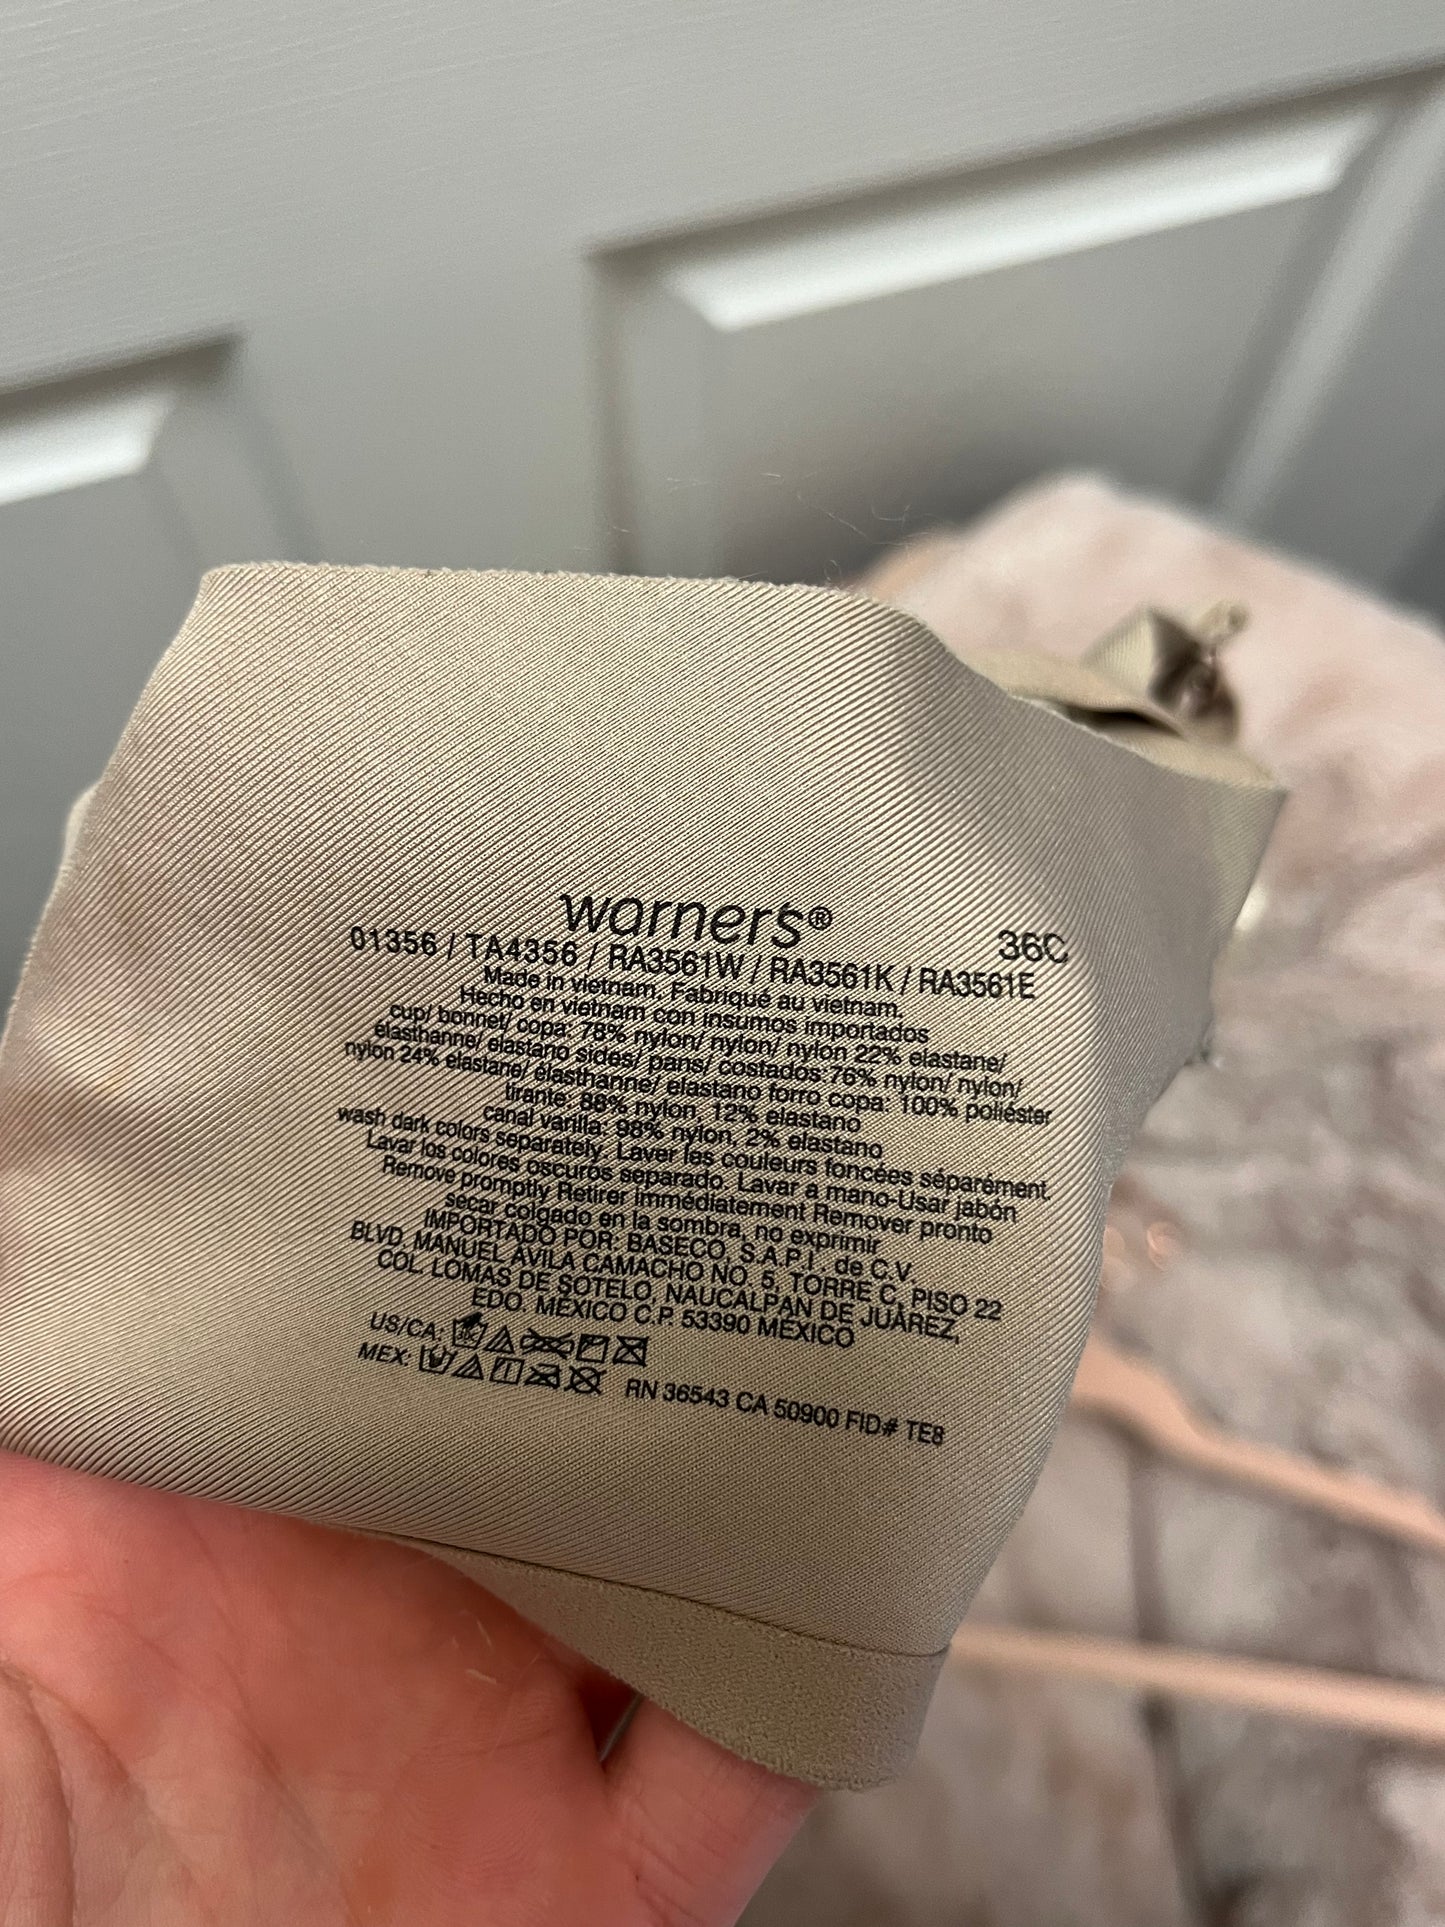 warner's®
36C
01356 / TA4356 / RA3561W / RA3561K / RA3561E
Made in vietnam. Fabriqué au vietnam.
Hecho en vietnam con insumos importados
cup/ bonnet/ copa: 78% nylon/ nylon/ nylon 22% elastane/
élasthanne/ elastano sides/ pans/ costados:76% nylon/ nylon/
nylon 24% elastane/ élasthanne/ elastano forro copa: 100% poliéster
tirante: 88% nylon, 12% elastano
canal varilla: 98% nylon, 2% elastano
wash dark colors separately. Laver les couleurs foncées séparément.
Lavar los colores oscuros separado. Lavar a mano-Usar jabón
Remove promptly Retirer immédiatement Remover pronto
secar colgado en la sombra, no exprimir
IMPORTADO POR: BASECO, S.A.P.I. de C.V.
BLVD. MANUEL ÁVILA CAMACHO NO. 5, TORRE C, PISO 22
COL. LOMAS DE SOTELO, NAUCALPAN DE JUÁREZ,
EDO. MÉXICO C.P. 53390 MÉXICO
US/CA:
MEX: RN 36543 CA 50900 FID# TE8